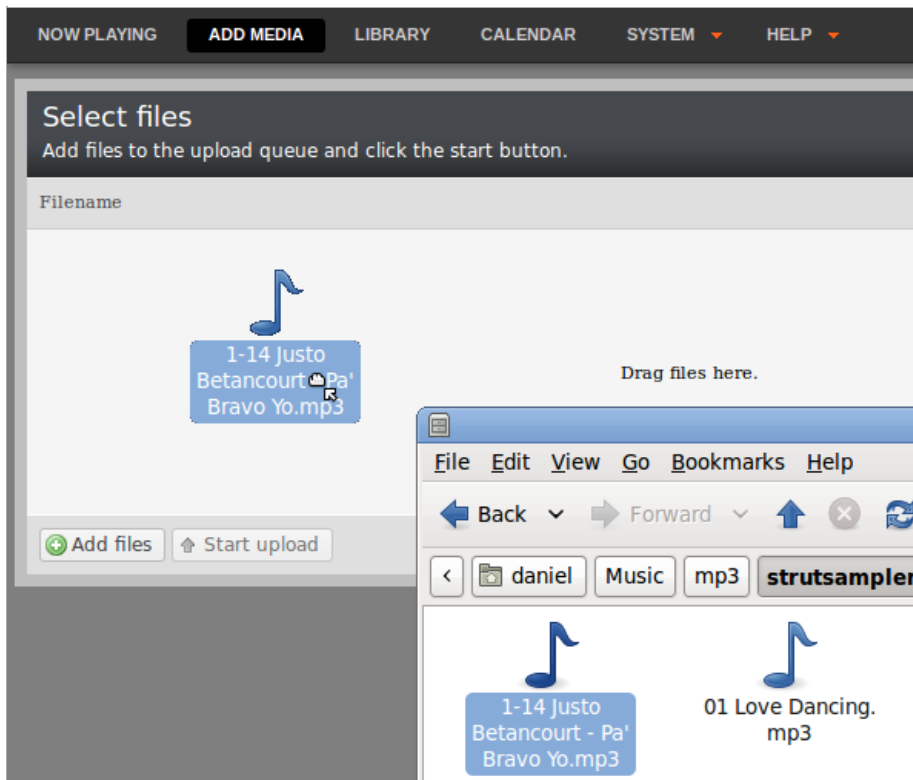 NOW PLAYING ADD MEDIA LIBRARY CALENDAR SYSTEM HELP
Select files
Add files to the upload queue and click the start button.
Filename
1-14 Justo
Betancourt Pa'
Bravo Yo.mp3
Drag files here.
Add files Start upload
File Edit View Go Bookmarks Help
Back Forward
daniel Music mp3 strutsampler
1-14 Justo
Betancourt - Pa'
Bravo Yo.mp3
01 Love Dancing.
mp3